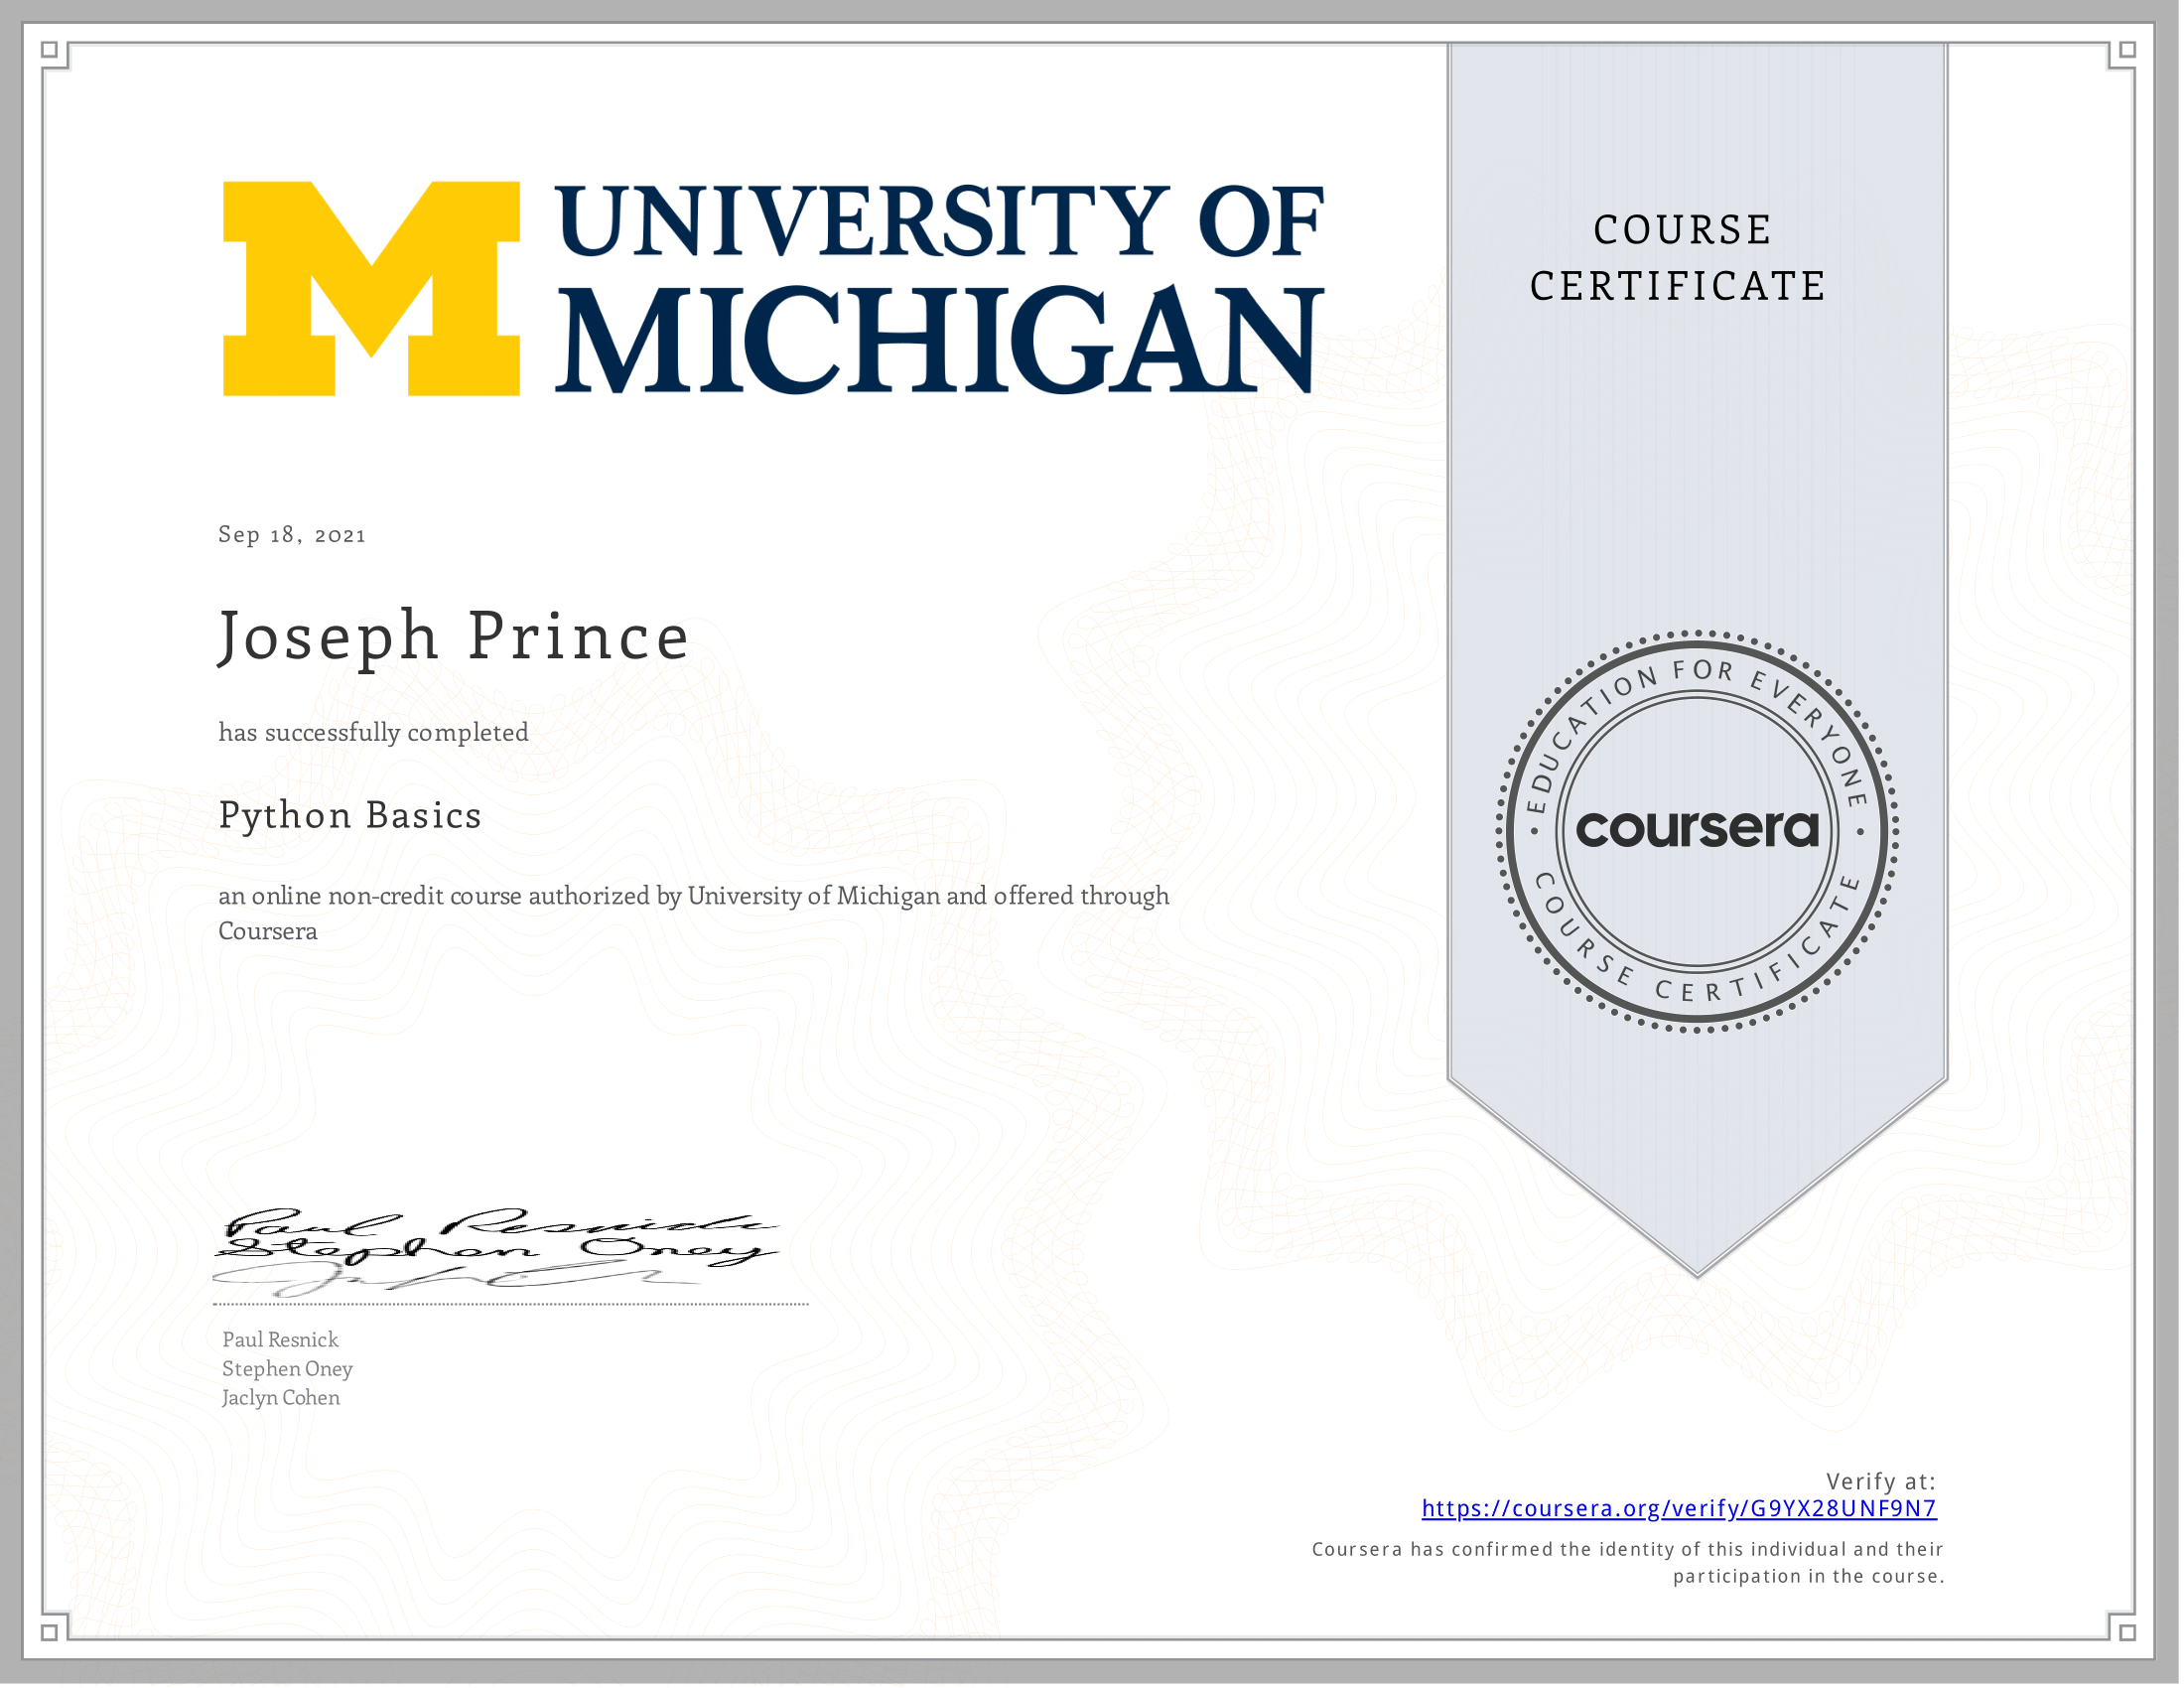 UNIVERSITY OF
MICHIGAN
COURSE
CERTIFICATE
Sep 18, 2021
Joseph Prince
has successfully completed
Python Basics
an online non-credit course authorized by University of Michigan and offered through
Coursera
EDUCATION FOR EVERYONE
coursera
COURSE CERTIFICATE
Paul Resnick
Stephen Oney
Paul Resnick
Stephen Oney
Jaclyn Cohen
Verify at:
https://coursera.org/verify/G9YX28UNF9N7
Coursera has confirmed the identity of this individual and their
participation in the course.